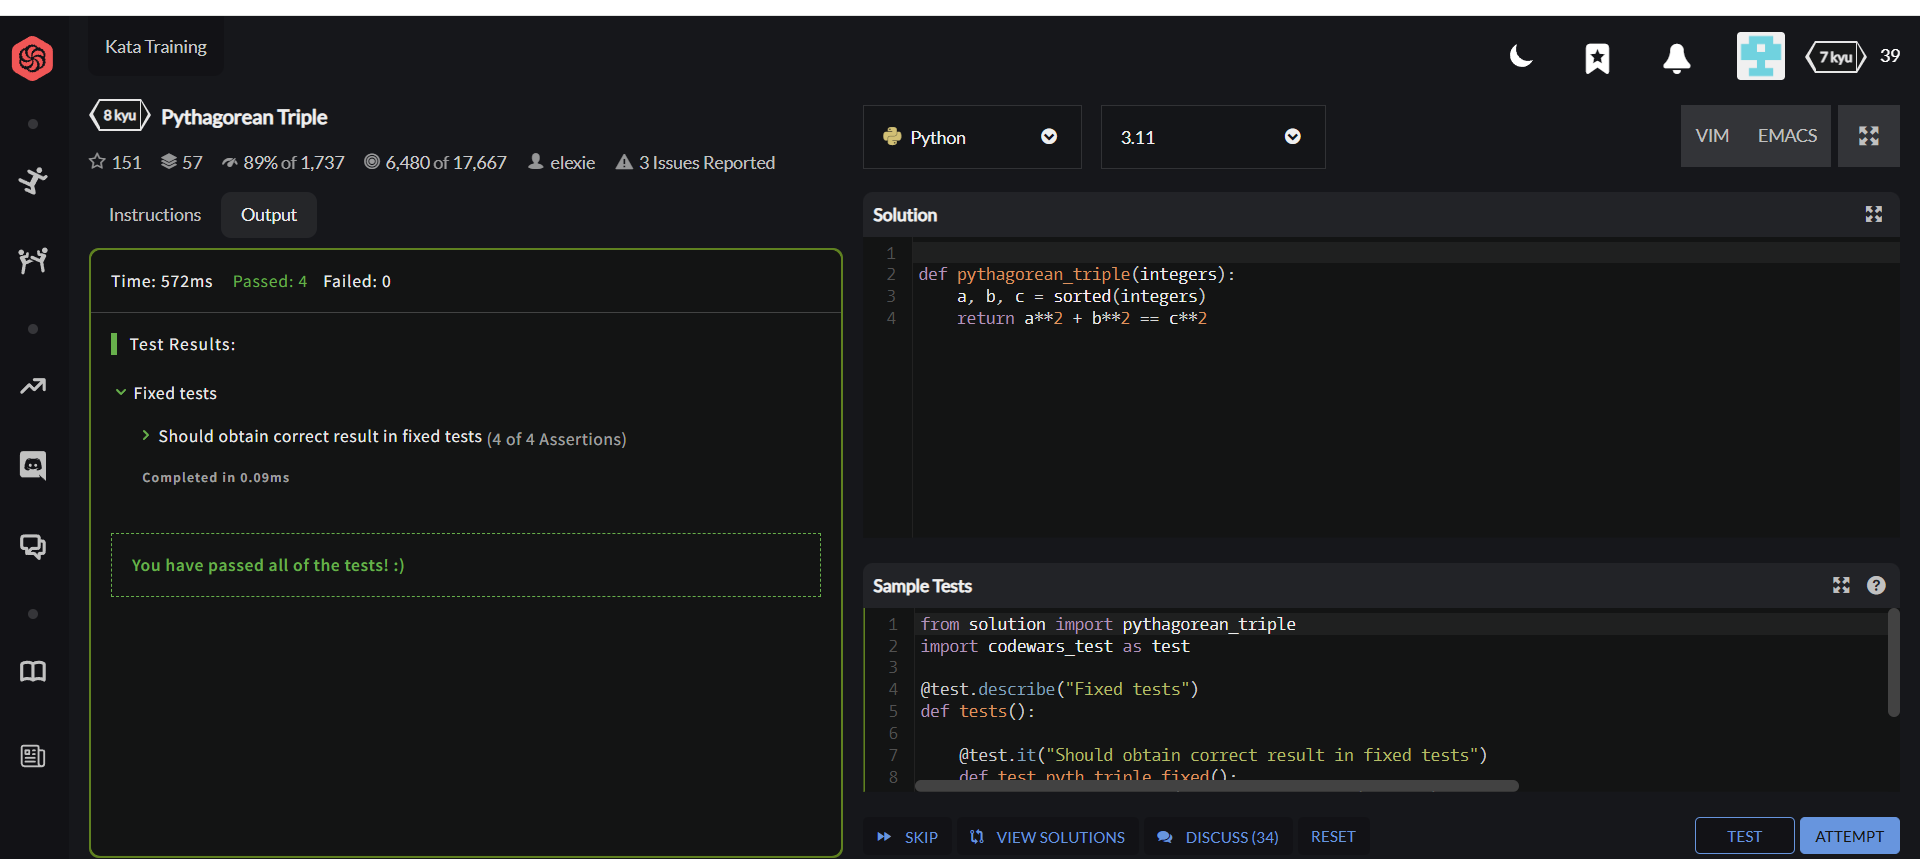 Kata Training
7 kyu 39
8 kyu Pythagorean Triple
151 57 89% of 1,737 6,480 of 17,667 elexie 3 Issues Reported
Instructions Output
Time: 572ms Passed: 4 Failed: 0
Test Results:
Fixed tests
Should obtain correct result in fixed tests (4 of 4 Assertions)
Completed in 0.09ms
You have passed all of the tests! :)
Python 3.11 VIM EMACS
Solution
1
2 def pythagorean_triple(integers):
3 a, b, c = sorted(integers)
4 return a**2 + b**2 == c**2
Sample Tests
1 from solution import pythagorean_triple
2 import codewars_test as test
3
4 @test.describe("Fixed tests")
5 def tests():
6
7 @test.it("Should obtain correct result in fixed tests")
8 def test_pyth_triple_fixed():
SKIP VIEW SOLUTIONS DISCUSS (34) RESET TEST ATTEMPT